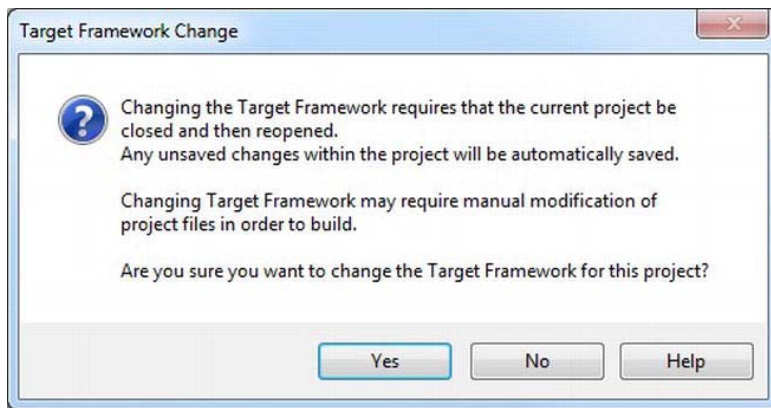 Target Framework Change
Changing the Target Framework requires that the current project be
closed and then reopened.
Any unsaved changes within the project will be automatically saved.
Changing Target Framework may require manual modification of
project files in order to build.
Are you sure you want to change the Target Framework for this project?
Yes No Help